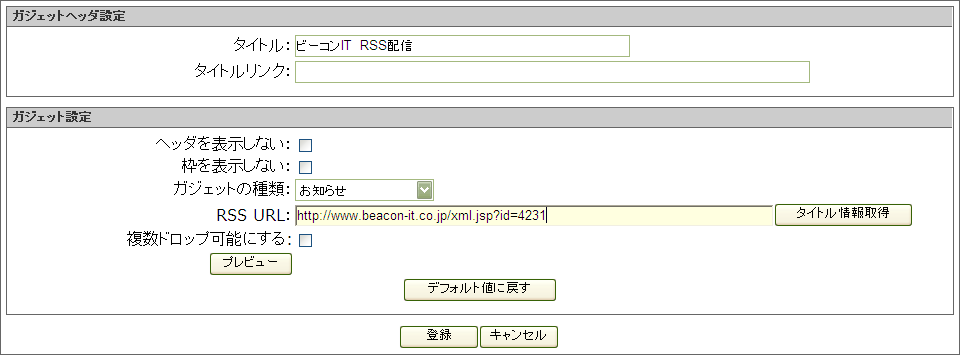 ガジェットヘッダ設定
タイトル: ビーコンIT RSS配信
タイトルリンク:
ガジェット設定
ヘッダを表示しない:
枠を表示しない:
ガジェットの種類: お知らせ
RSS URL: http://www.beacon-it.co.jp/xml.jsp?id=4231 タイトル情報取得
複数ドロップ可能にする:
プレビュー
デフォルト値に戻す
登録 キャンセル